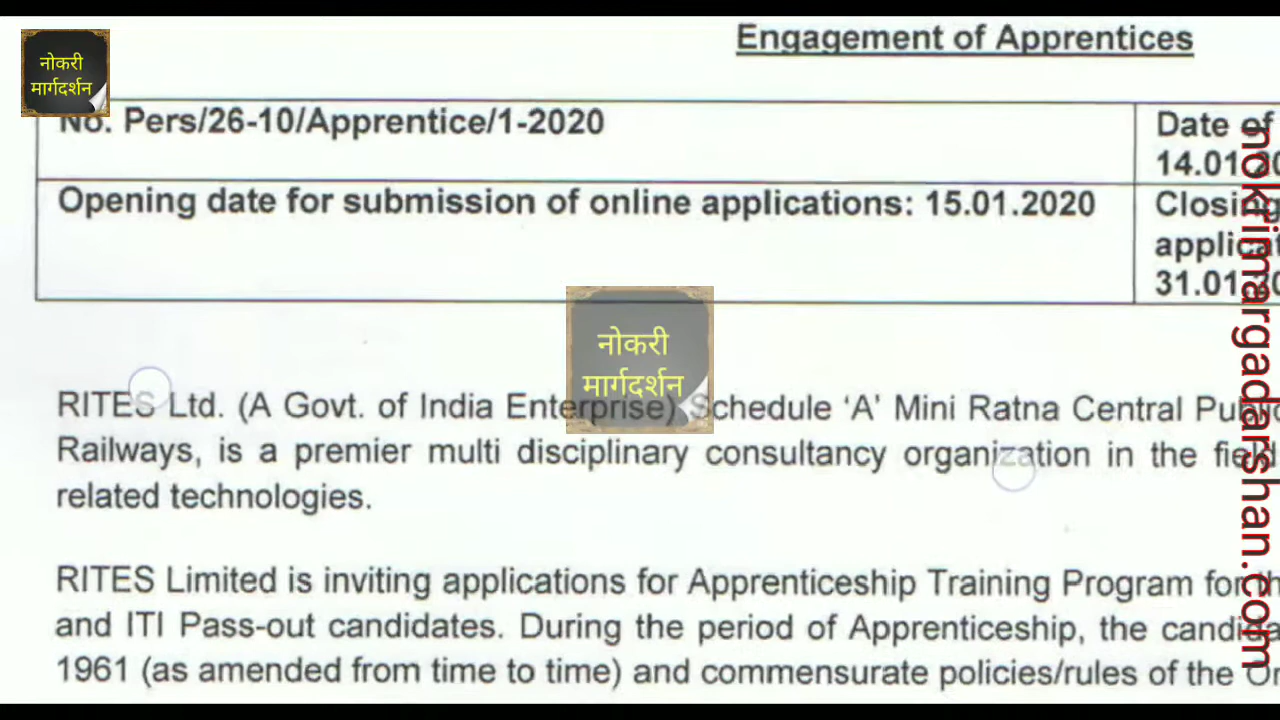 नोकरी
मार्गदर्शन
Engagement of Apprentices
No. Pers/26-10/Apprentice/1-2020
Date of
14.01.20
Opening date for submission of online applications: 15.01.2020
Closing
31.01.20
नोकरी
मार्गदर्शन
RITES Ltd. (A Govt. of India Enterprise) Schedule ‘A’ Mini Ratna Central
Railways, is a premier multi disciplinary consultancy organization in the
related technologies.
RITES Limited is inviting applications for Apprenticeship Training Program for
and ITI Pass-out candidates. During the period of Apprenticeship, the
1961 (as amended from time to time) and commensurate policies/rules of the
nokrimargadarshan.com